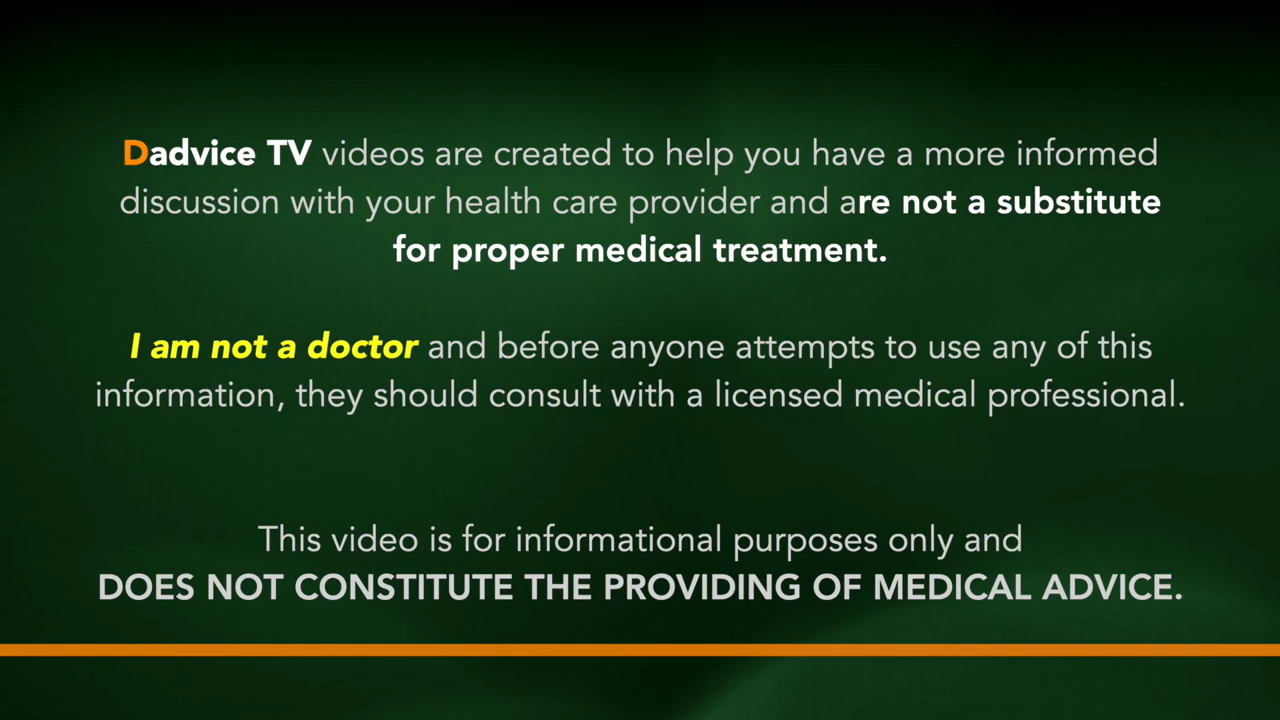 Dadvice TV videos are created to help you have a more informed
discussion with your health care provider and are not a substitute
for proper medical treatment.
I am not a doctor and before anyone attempts to use any of this
information, they should consult with a licensed medical professional.
This video is for informational purposes only and
DOES NOT CONSTITUTE THE PROVIDING OF MEDICAL ADVICE.